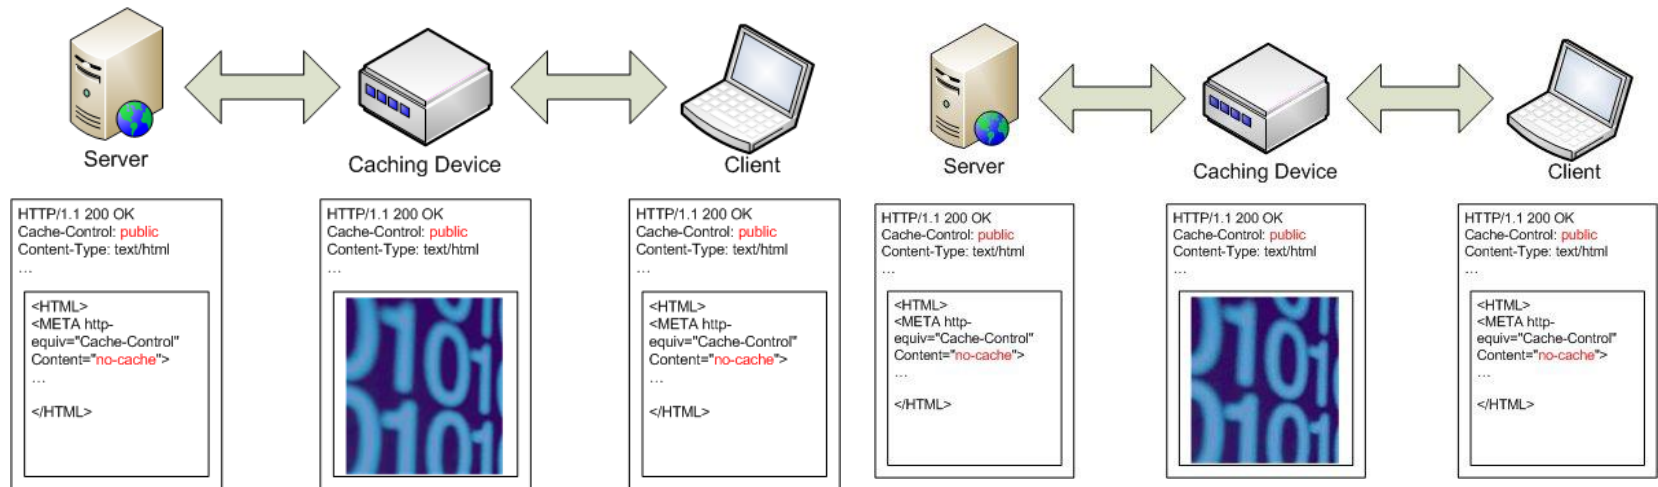 Server
Caching Device
Client
Server
Caching Device
Client
HTTP/1.1 200 OK
Cache-Control: public
Content-Type: text/html
...
<HTML>
<META http-
equiv="Cache-Control"
Content="no-cache">
...
</HTML>
HTTP/1.1 200 OK
Cache-Control: public
Content-Type: text/html
...
HTTP/1.1 200 OK
Cache-Control: public
Content-Type: text/html
...
<HTML>
<META http-
equiv="Cache-Control"
Content="no-cache">
...
</HTML>
HTTP/1.1 200 OK
Cache-Control: public
Content-Type: text/html
...
<HTML>
<META http-
equiv="Cache-Control"
Content="no-cache">
...
</HTML>
HTTP/1.1 200 OK
Cache-Control: public
Content-Type: text/html
...
HTTP/1.1 200 OK
Cache-Control: public
Content-Type: text/html
...
<HTML>
<META http-
equiv="Cache-Control"
Content="no-cache">
...
</HTML>